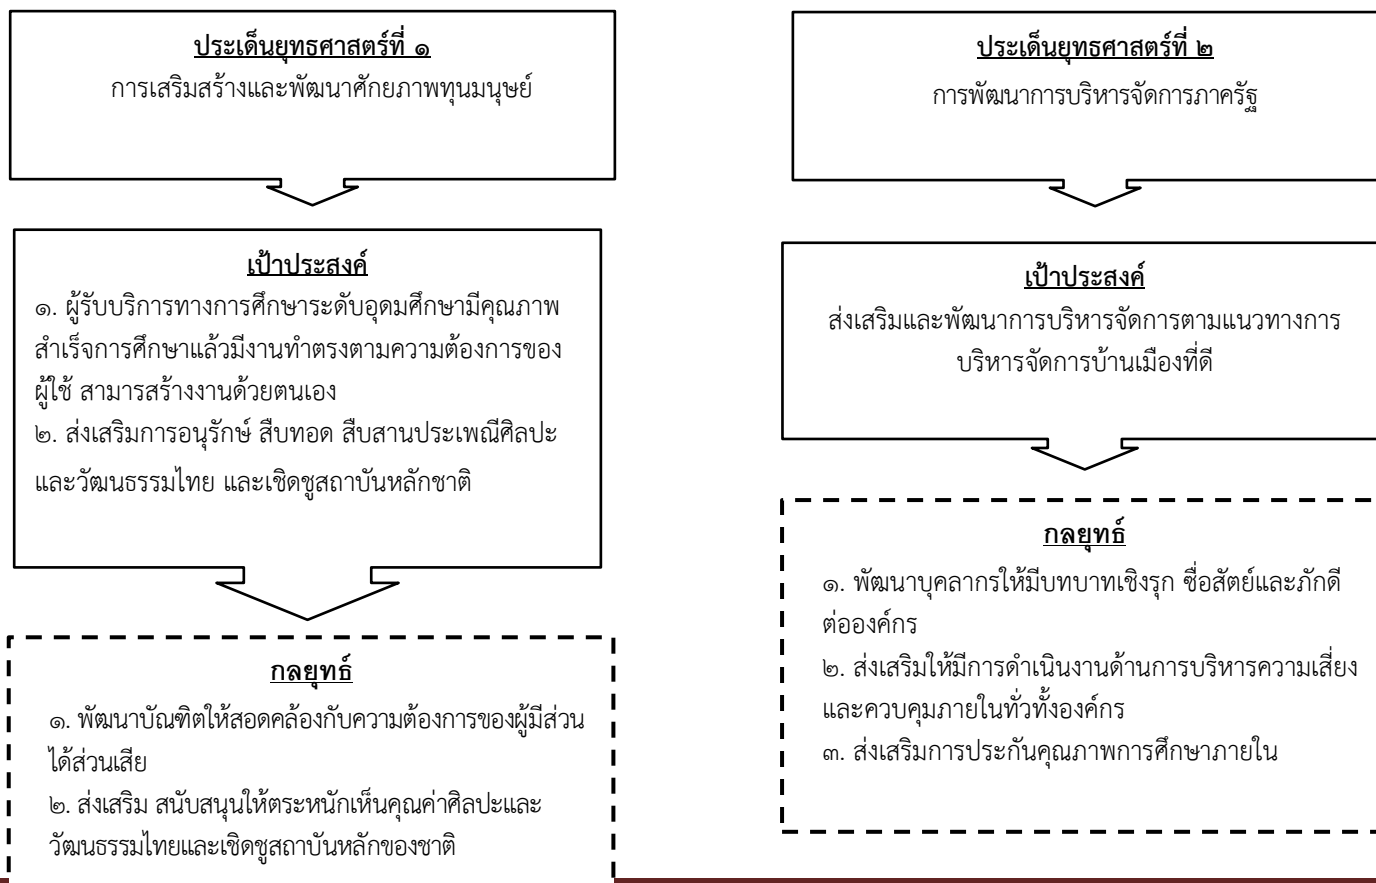 ประเด็นยุทธศาสตร์ที่ ๑
การเสริมสร้างและพัฒนาศักยภาพทุนมนุษย์
เป้าประสงค์
๑. ผู้รับบริการทางการศึกษาระดับอุดมศึกษามีคุณภาพ
สำเร็จการศึกษาแล้วมีงานทำตรงตามความต้องการของ
ผู้ใช้ สามารสร้างงานด้วยตนเอง
๒. ส่งเสริมการอนุรักษ์ สืบทอด สืบสานประเพณีศิลปะ
และวัฒนธรรมไทย และเชิดชูสถาบันหลักชาติ
กลยุทธ์
๑. พัฒนาบัณฑิตให้สอดคล้องกับความต้องการของผู้มีส่วน
ได้ส่วนเสีย
๒. ส่งเสริม สนับสนุนให้ตระหนักเห็นคุณค่าศิลปะและ
วัฒนธรรมไทยและเชิดชูสถาบันหลักของชาติ
ประเด็นยุทธศาสตร์ที่ ๒
การพัฒนาการบริหารจัดการภาครัฐ
เป้าประสงค์
ส่งเสริมและพัฒนาการบริหารจัดการตามแนวทางการ
บริหารจัดการบ้านเมืองที่ดี
กลยุทธ์
๑. พัฒนาบุคลากรให้มีบทบาทเชิงรุก ซื่อสัตย์และภักดี
ต่อองค์กร
๒. ส่งเสริมให้มีการดำเนินงานด้านการบริหารความเสี่ยง
และควบคุมภายในทั่วทั้งองค์กร
๓. ส่งเสริมการประกันคุณภาพการศึกษาภายใน